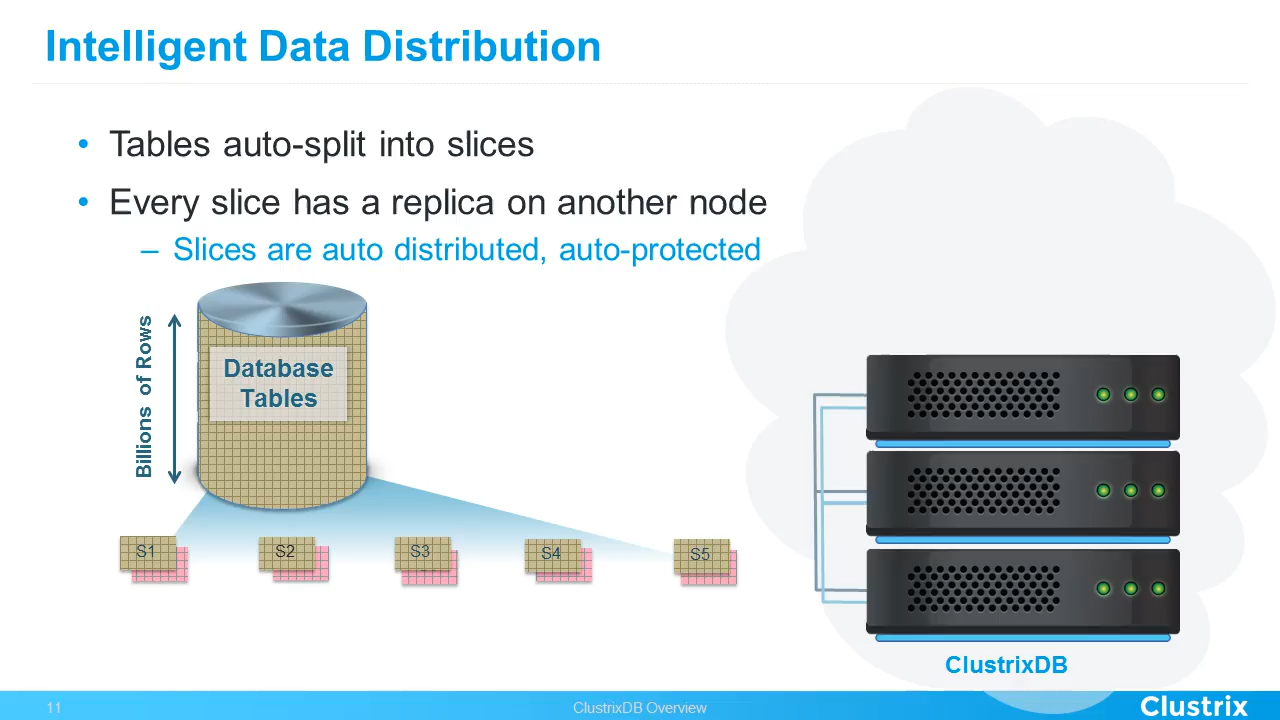 Intelligent Data Distribution
• Tables auto-split into slices
• Every slice has a replica on another node
– Slices are auto distributed, auto-protected
Billions of Rows
Database
Tables
S1
S2
S3
S4
S5
ClustrixDB
11
ClustrixDB Overview
Clustrix